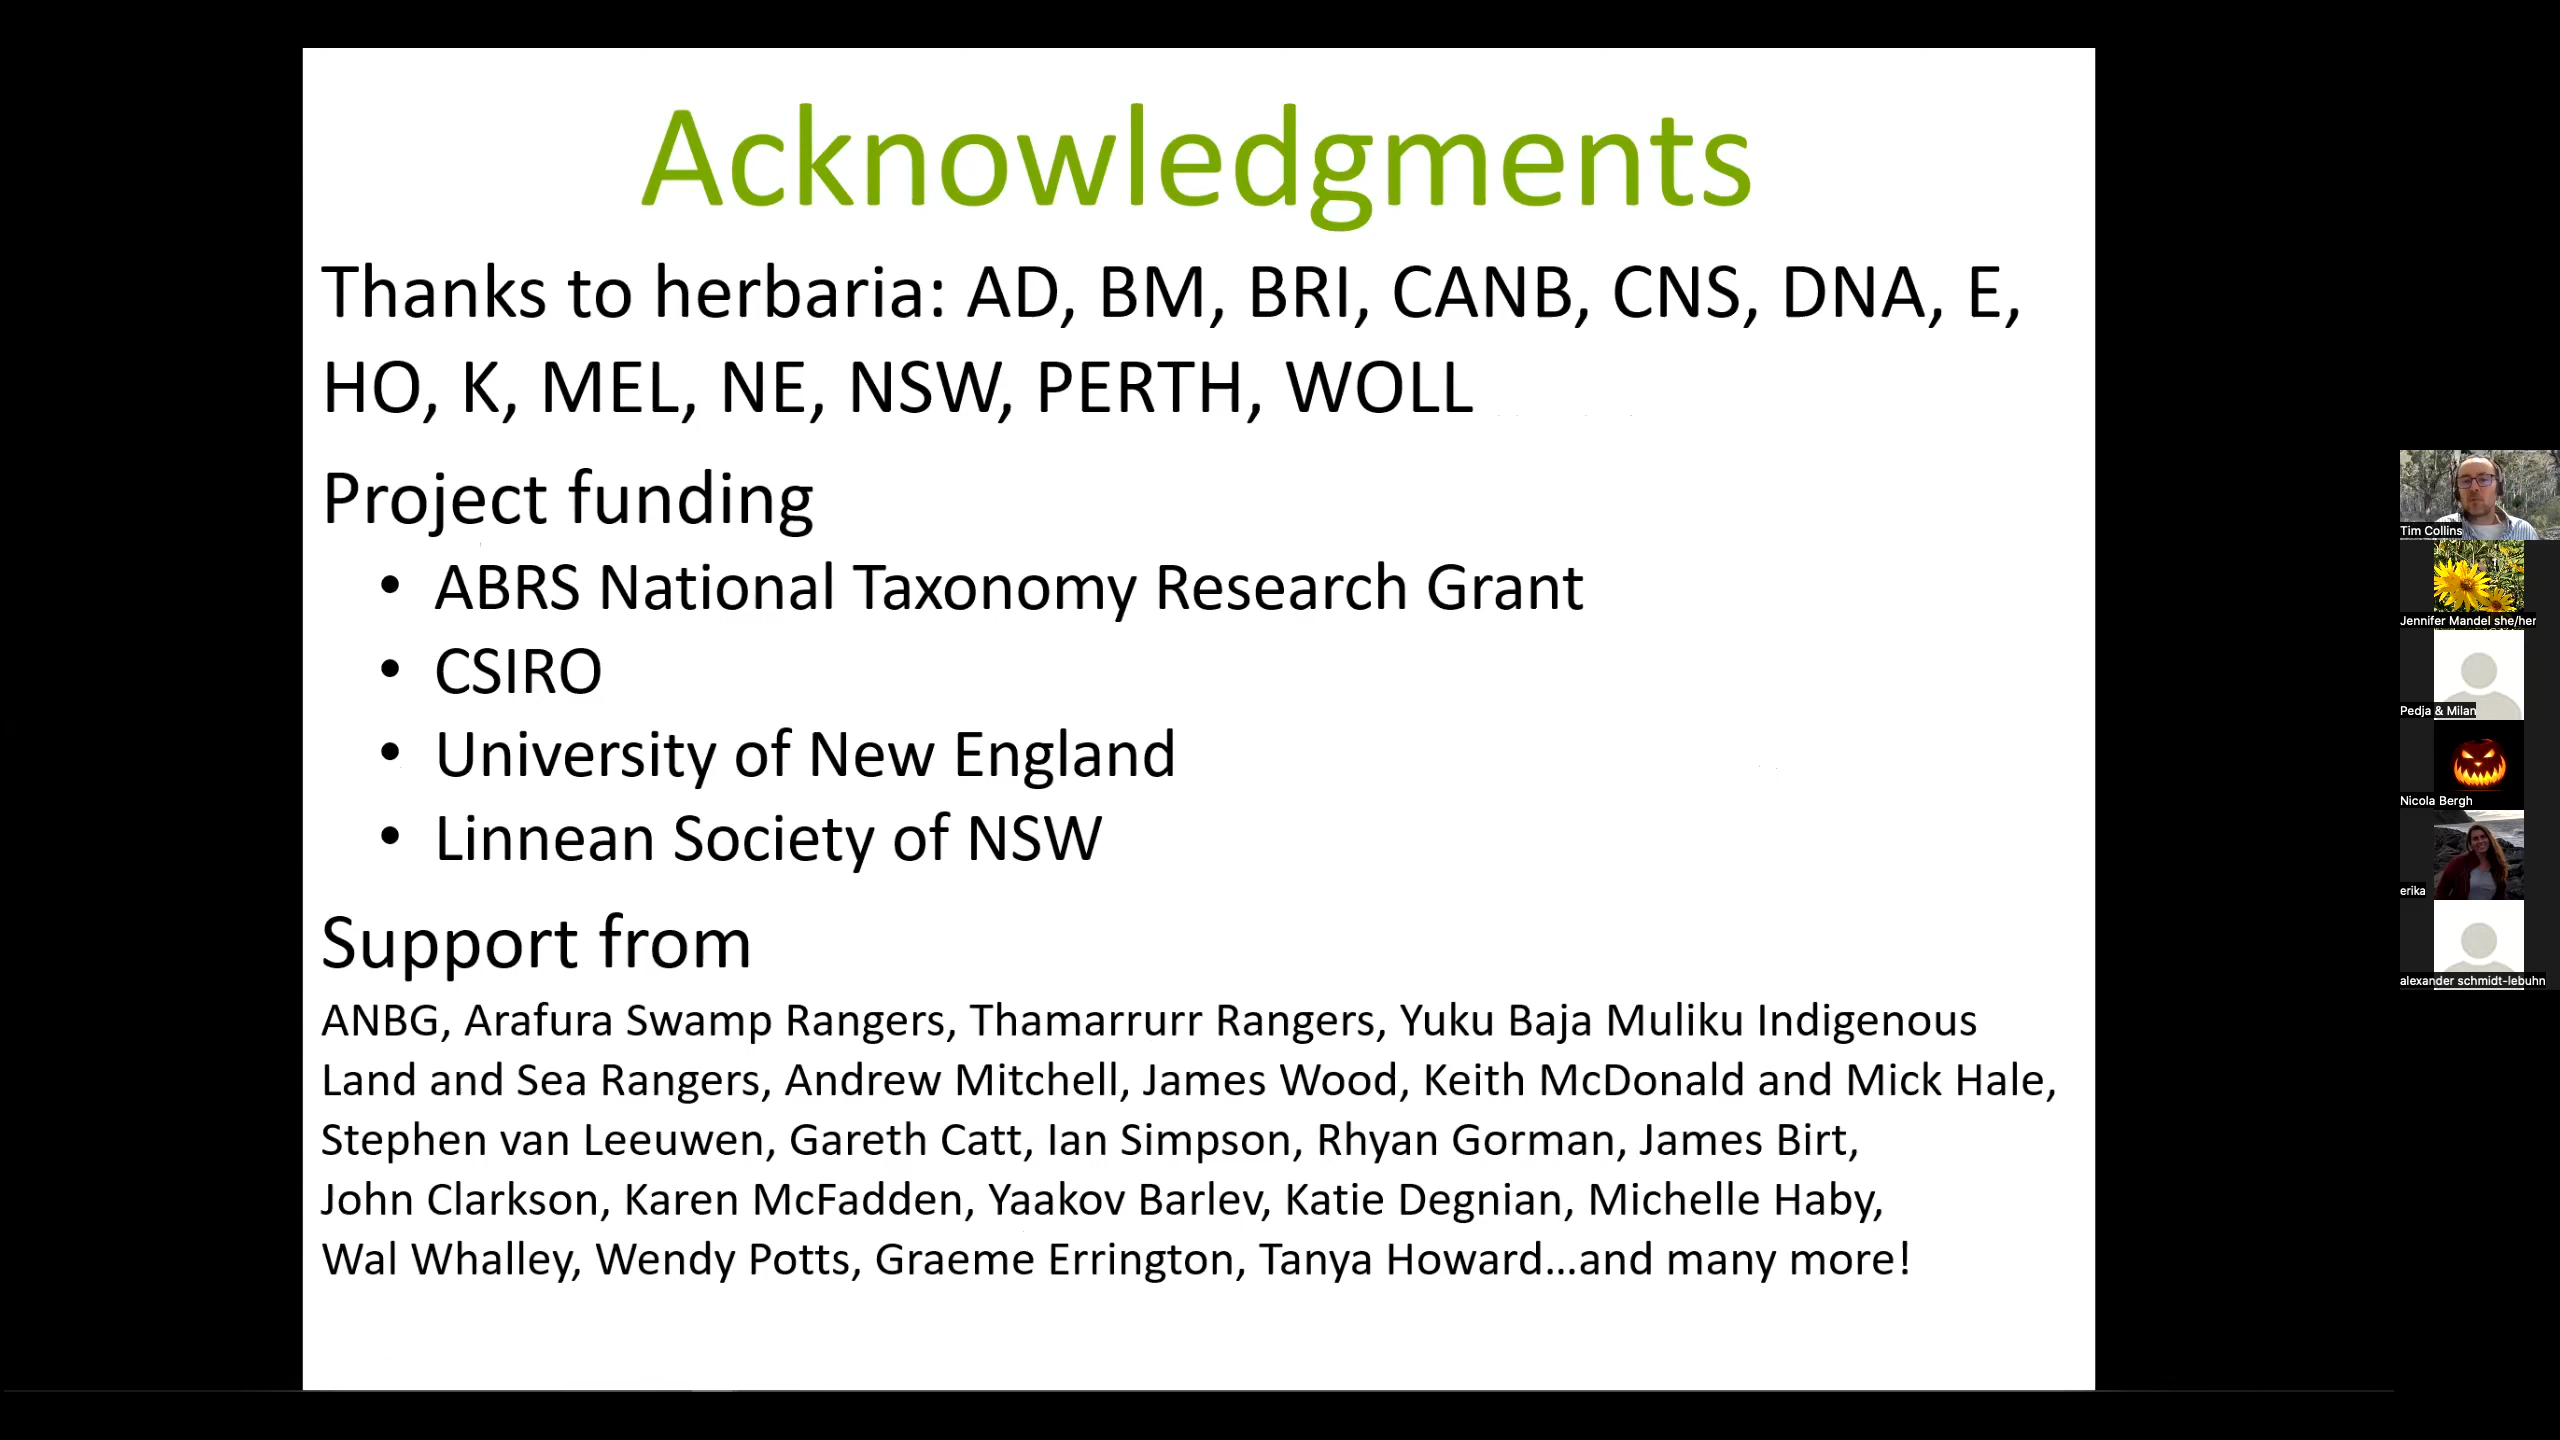 Acknowledgments
Thanks to herbaria: AD, BM, BRI, CANB, CNS, DNA, E,
HO, K, MEL, NE, NSW, PERTH, WOLL
Project funding
• ABRS National Taxonomy Research Grant
• CSIRO
• University of New England
• Linnean Society of NSW
Support from
ANBG, Arafura Swamp Rangers, Thamarrurr Rangers, Yuku Baja Muliku Indigenous
Land and Sea Rangers, Andrew Mitchell, James Wood, Keith McDonald and Mick Hale,
Stephen van Leeuwen, Gareth Catt, Ian Simpson, Rhyan Gorman, James Birt,
John Clarkson, Karen McFadden, Yaakov Barlev, Katie Degnian, Michelle Haby,
Wal Whalley, Wendy Potts, Graeme Errington, Tanya Howard...and many more!
Tim Collins
Jennifer Mandel she/her
Pedja & Milan
Nicola Bergh
erika
alexander schmidt-lebuhn